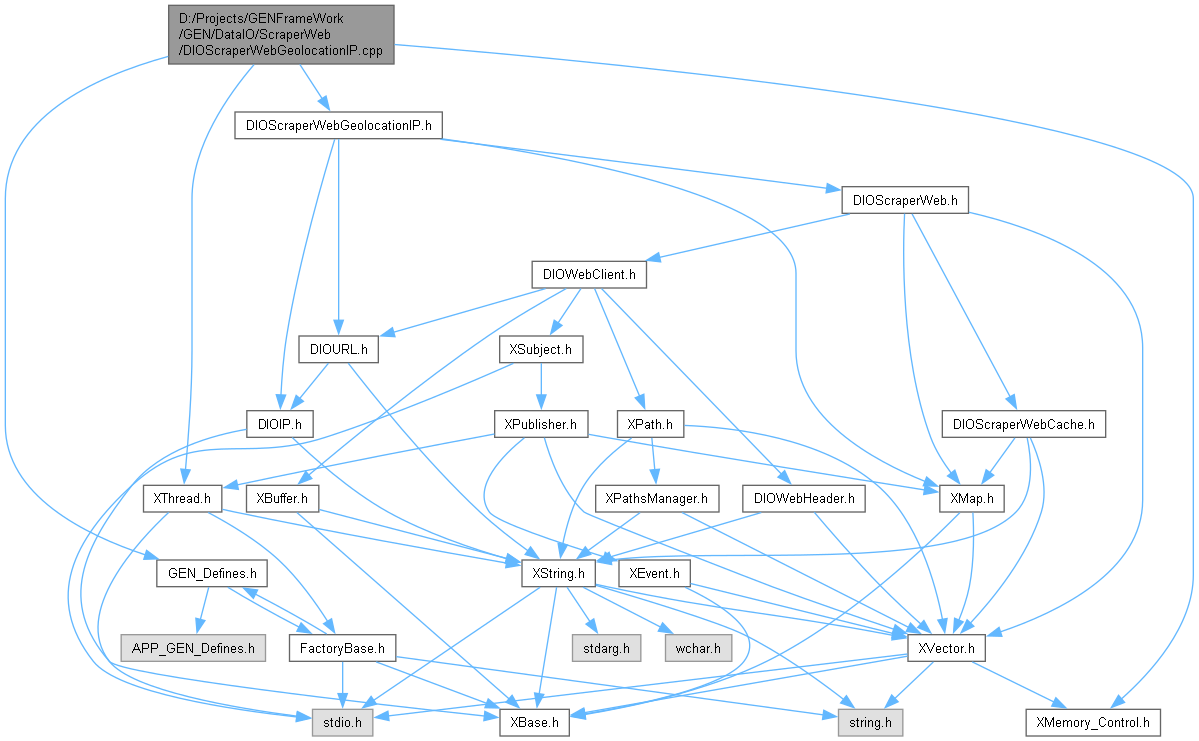 D:/Projects/GENFrameWork
/GEN/DataIO/ScraperWeb
/DIOScraperWebGeolocationIP.cpp
DIOScraperWebGeolocationIP.h
DIOScraperWeb.h
DIOWebClient.h
DIOURL.h
XSubject.h
DIOIP.h
XPublisher.h
XPath.h
DIOScraperWebCache.h
XThread.h
XBuffer.h
XPathsManager.h
DIOWebHeader.h
XMap.h
GEN_Defines.h
XString.h
XEvent.h
APP_GEN_Defines.h
FactoryBase.h
stdarg.h
wchar.h
XVector.h
stdio.h
XBase.h
string.h
XMemory_Control.h